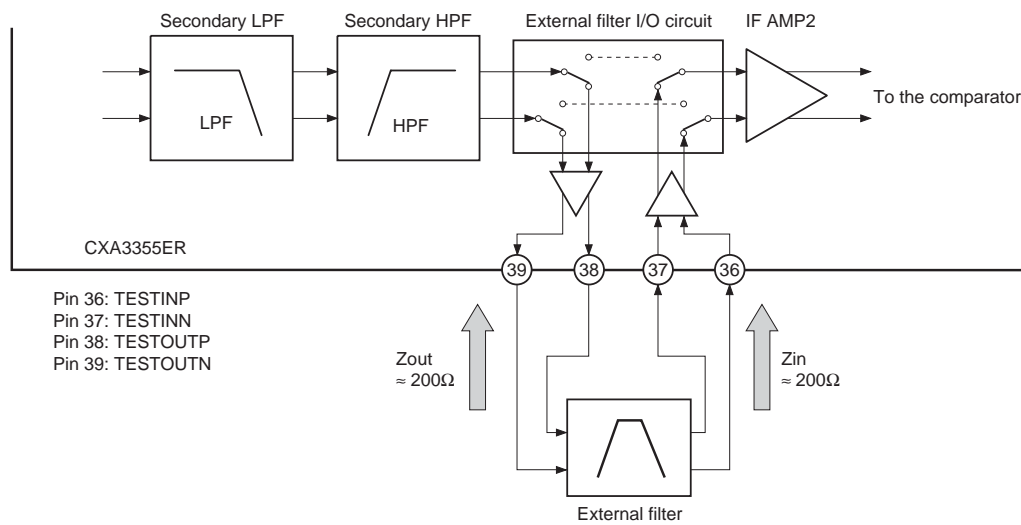 Secondary LPF
Secondary HPF
External filter I/O circuit
IF AMP2
LPF
HPF
To the comparator
CXA3355ER
39
38
37
36
Pin 36: TESTINP
Pin 37: TESTINN
Pin 38: TESTOUTP
Pin 39: TESTOUTN
Zout
≈ 200Ω
Zin
≈ 200Ω
External filter